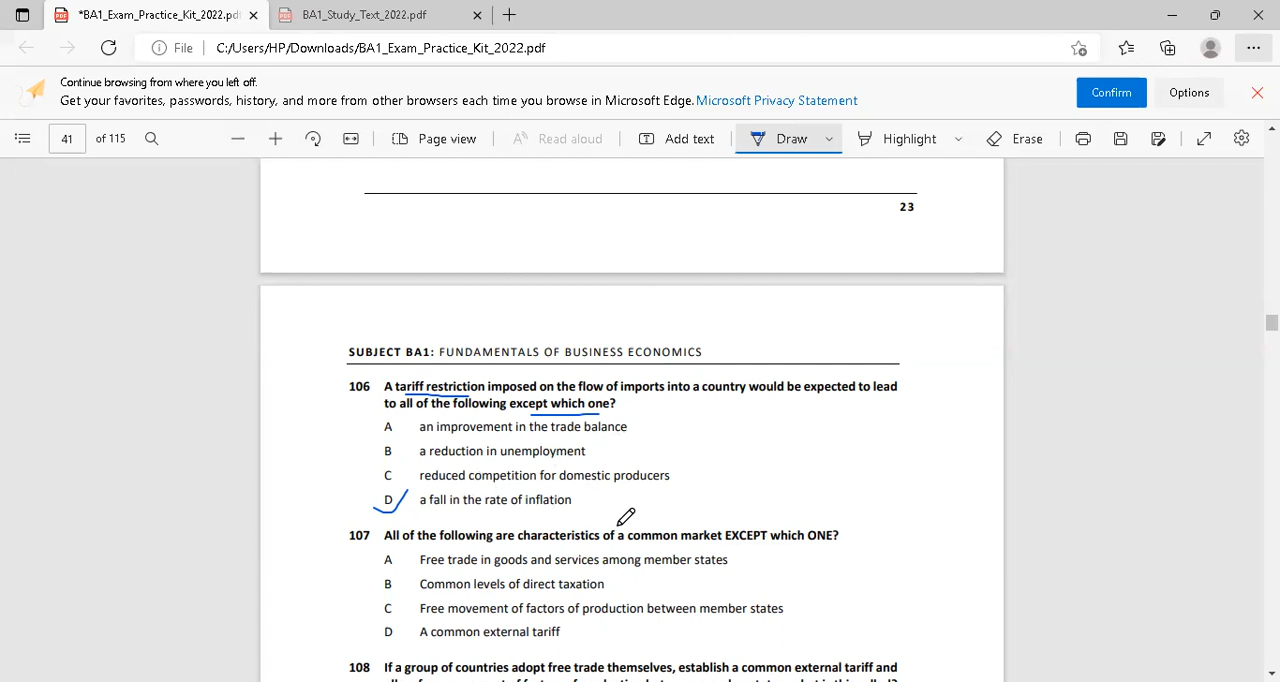 *BA1_Exam_Practice_Kit_2022.pdf
BA1_Study_Text_2022.pdf
File
C:/Users/HP/Downloads/BA1_Exam_Practice_Kit_2022.pdf
Continue browsing from where you left off.
Get your favorites, passwords, history, and more from other browsers each time you browse in Microsoft Edge. Microsoft Privacy Statement
Confirm
Options
41 of 115
Page view
Read aloud
Add text
Draw
Highlight
Erase
23
SUBJECT BA1: FUNDAMENTALS OF BUSINESS ECONOMICS
106 A tariff restriction imposed on the flow of imports into a country would be expected to lead
to all of the following except which one?
A an improvement in the trade balance
B a reduction in unemployment
C reduced competition for domestic producers
D a fall in the rate of inflation
107 All of the following are characteristics of a common market EXCEPT which ONE?
A Free trade in goods and services among member states
B Common levels of direct taxation
C Free movement of factors of production between member states
D A common external tariff
108 If a group of countries adopt free trade themselves, establish a common external tariff and